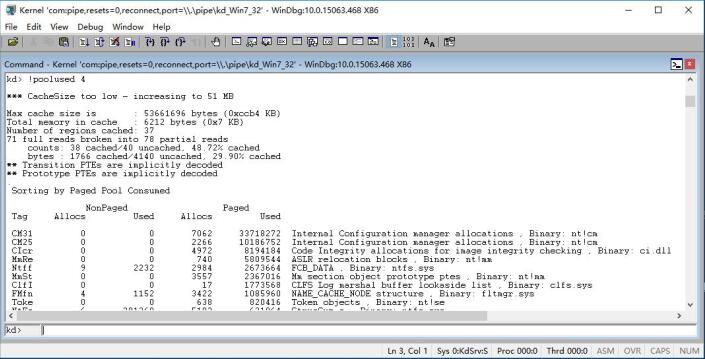 Kernel 'com:pipe,resets=0,reconnect,port=\\.\pipe\kd_Win7_32' - WinDbg:10.0.15063.468 X86
File Edit View Debug Window Help
Command - Kernel 'com:pipe,resets=0,reconnect,port=\\.\pipe\kd_Win7_32' - WinDbg:10.0.15063.468 X86
kd> !poolused 4
*** CacheSize too low - increasing to 51 MB
Max cache size is : 53661696 bytes (0xccb4 KB)
Total memory in cache : 6212 bytes (0x7 KB)
Number of regions cached: 37
71 full reads broken into 78 partial reads
counts: 38 cached/40 uncached, 48.72% cached
bytes : 1766 cached/4140 uncached, 29.90% cached
** Transition PTEs are implicitly decoded
** Prototype PTEs are implicitly decoded
Sorting by Paged Pool Consumed
NonPaged Paged
Tag Allocs Used Allocs Used
CM31 0 0 7062 33718272 Internal Configuration manager allocations , Binary: nt!cm
CM25 0 0 2266 10186752 Internal Configuration manager allocations , Binary: nt!cm
CIcr 0 0 4972 8194184 Code Integrity allocations for image integrity checking , Binary: ci.dll
MmRe 0 0 740 5809544 ASLR relocation blocks , Binary: nt!mm
Ntff 9 2232 2984 2673664 FCB_DATA , Binary: ntfs.sys
MmSt 0 0 3557 2367016 Mm section object prototype ptes , Binary: nt!mm
ClfI 0 0 17 1773568 CLFS Log marshal buffer lookaside list , Binary: clfs.sys
FMfn 4 1152 3422 1085960 NAME_CACHE_NODE structure , Binary: fltmgr.sys
Toke 0 0 638 820416 Token objects , Binary: nt!se
kd>
Ln 3, Col 1 Sys 0:KdSrv:S Proc 000:0 Thrd 000:0 ASM OVR CAPS NUM